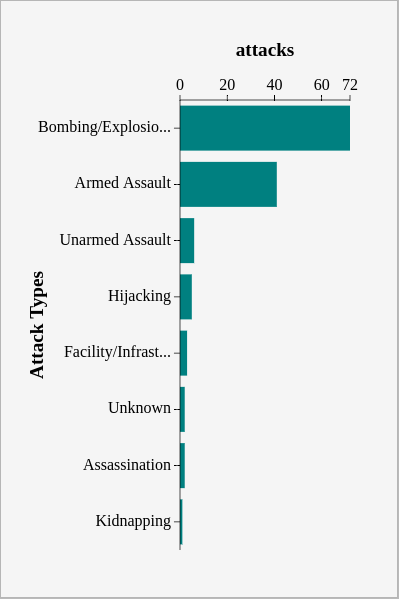 attacks
0 20 40 60 72
Bombing/Explosio...
Armed Assault
Unarmed Assault
Hijacking
Facility/Infrast...
Unknown
Assassination
Kidnapping
Attack Types